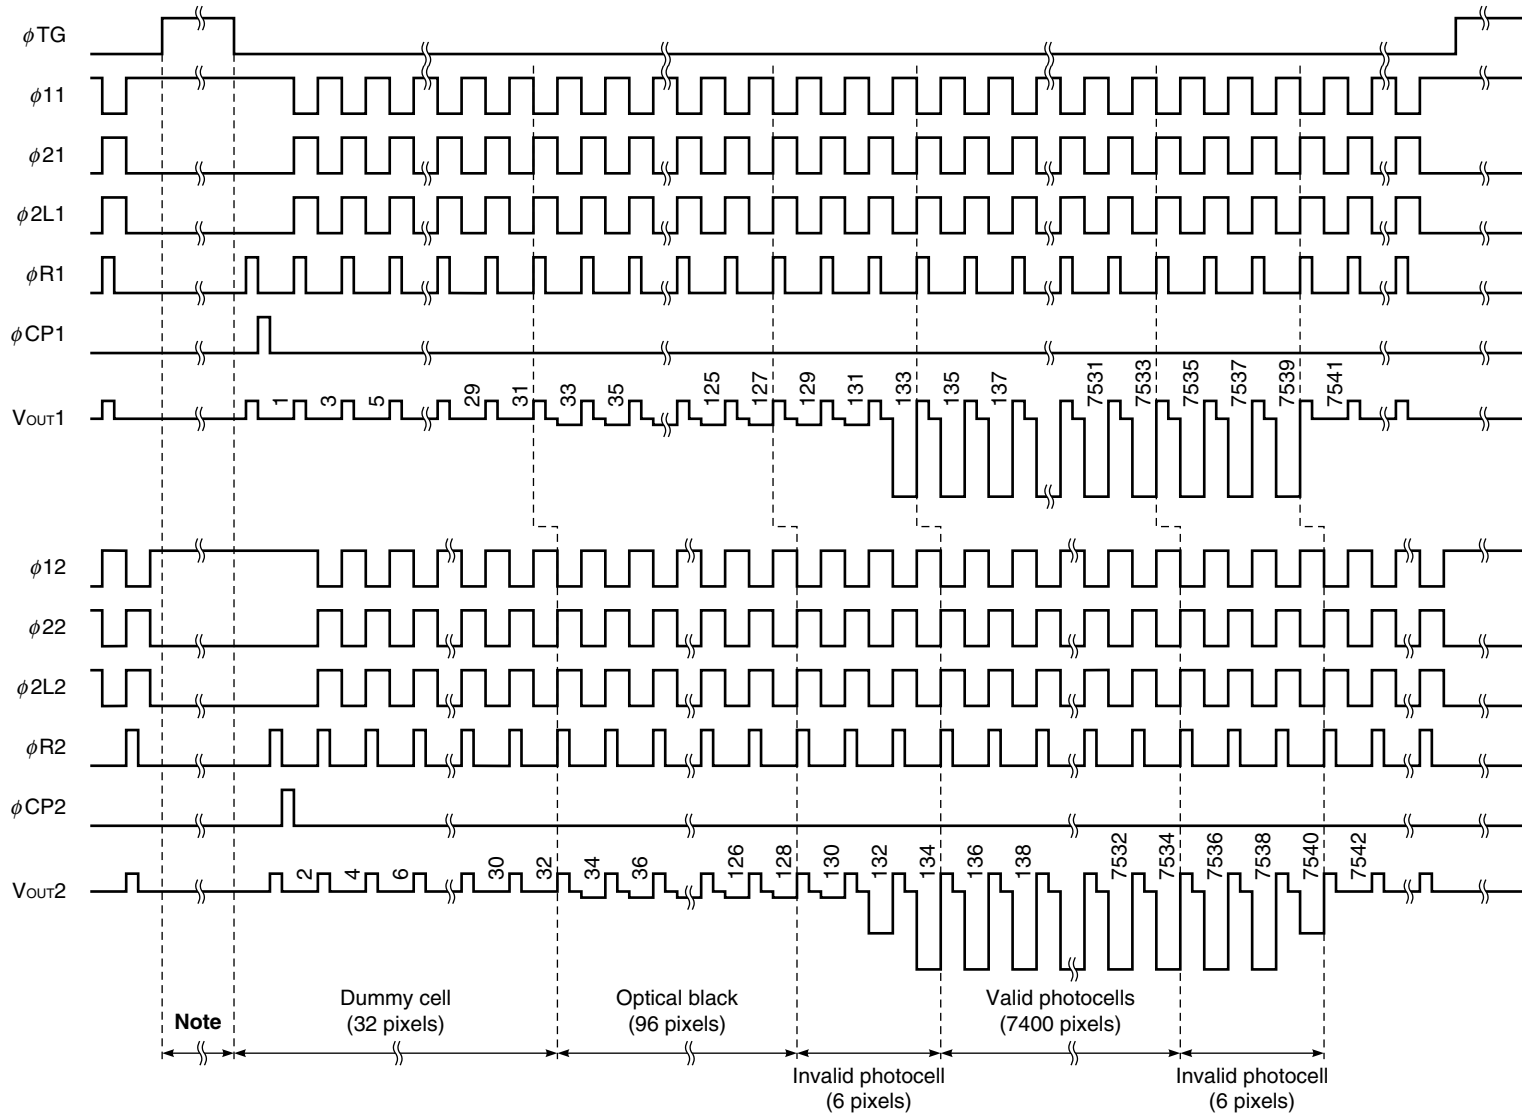 φTG
φ11
φ21
φ2L1
φR1
φCP1
VOUT1 1 3 5 29 31 33 35 125 127 129 131 133 135 137 7531 7533 7535 7537 7539 7541
φ12
φ22
φ2L2
φR2
φCP2
VOUT2 2 4 6 30 32 34 36 126 128 130 132 134 136 138 7532 7534 7536 7538 7540 7542
Note
Dummy cell
(32 pixels)
Optical black
(96 pixels)
Invalid photocell
(6 pixels)
Valid photocells
(7400 pixels)
Invalid photocell
(6 pixels)